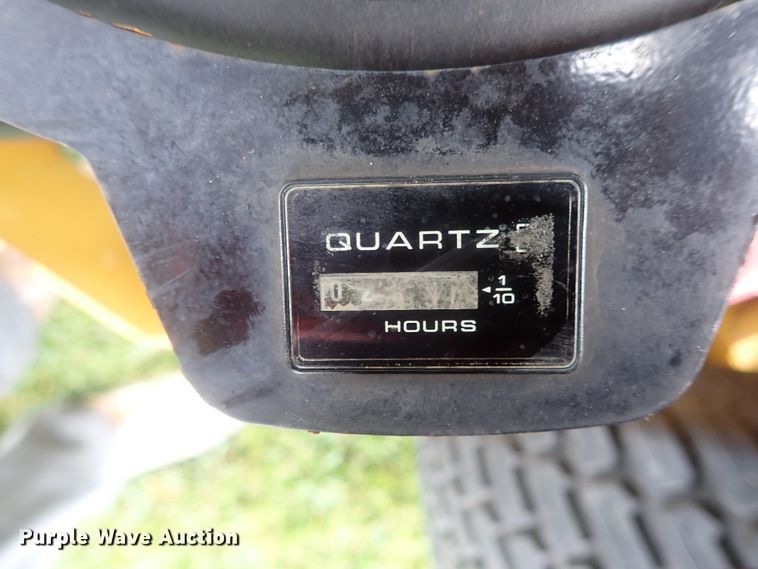 QUARTZ
1/10
HOURS
Purple Wave Auction